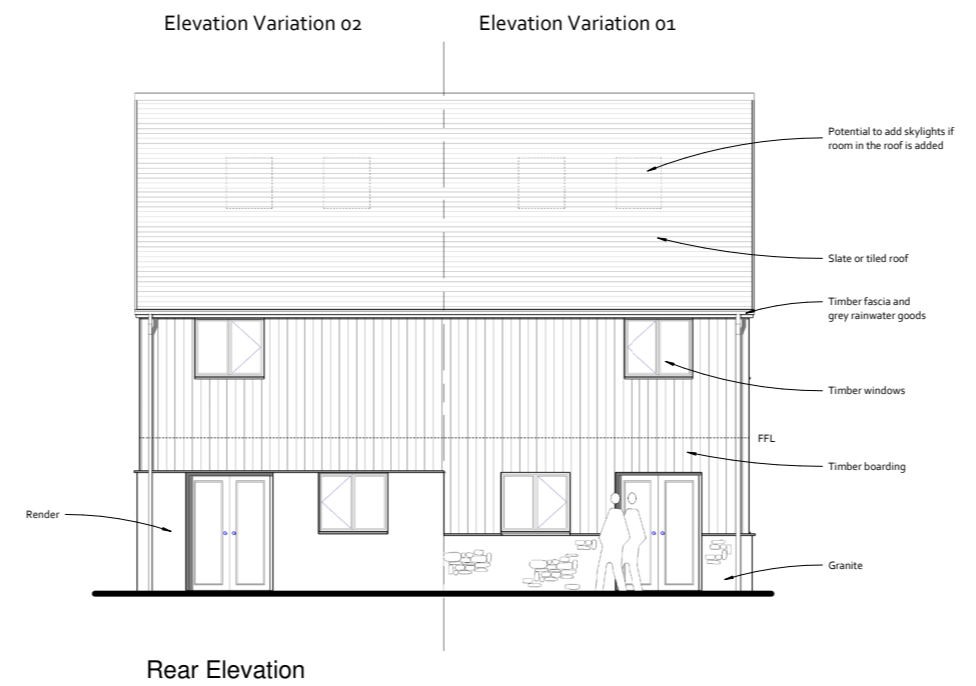 Elevation Variation 02
Elevation Variation 01
Potential to add skylights if
room in the roof is added
Slate or tiled roof
Timber fascia and
grey rainwater goods
Timber windows
FFL
Timber boarding
Render
Granite
Rear Elevation